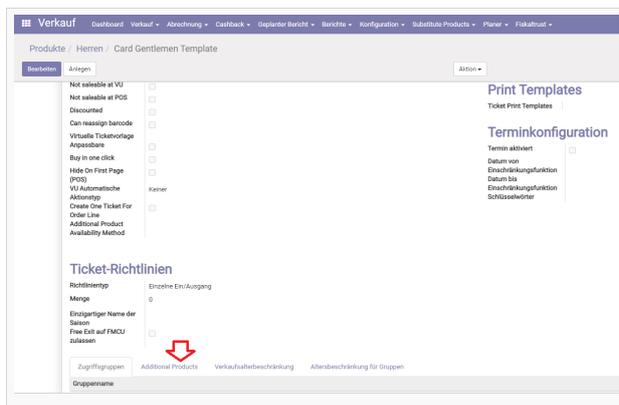 Verkauf Dashboard Verkauf Abrechnung Cashback Geplanter Bericht Berichte Konfiguration Substitute Products Planer Fiskaltrust
Produkte / Herren / Card Gentlemen Template
Bearbeiten Anlegen Aktion
Not saleable at VU
Not saleable at POS
Discounted
Can reassign barcode
Virtuelle Ticketvorlage
Anpassbare
Buy in one click
Hide On First Page
(POS)
VU Automatische Keiner
Aktionstyp
Create One Ticket For
Order Line
Additional Product
Availability Method
Print Templates
Ticket Print Templates
Terminkonfiguration
Termin aktiviert
Datum von
Einschränkungsfunktion
Datum bis
Einschränkungsfunktion
Schlüsselwörter
Ticket-Richtlinien
Richtlinientyp Einzelne Ein/Ausgang
Menge 0
Einzigartiger Name der
Saison
Free Exit auf FMCU
zulassen
Zugriffsgruppen Additional Products Verkaufsalterbeschränkung Altersbeschränkung für Gruppen
Gruppenname